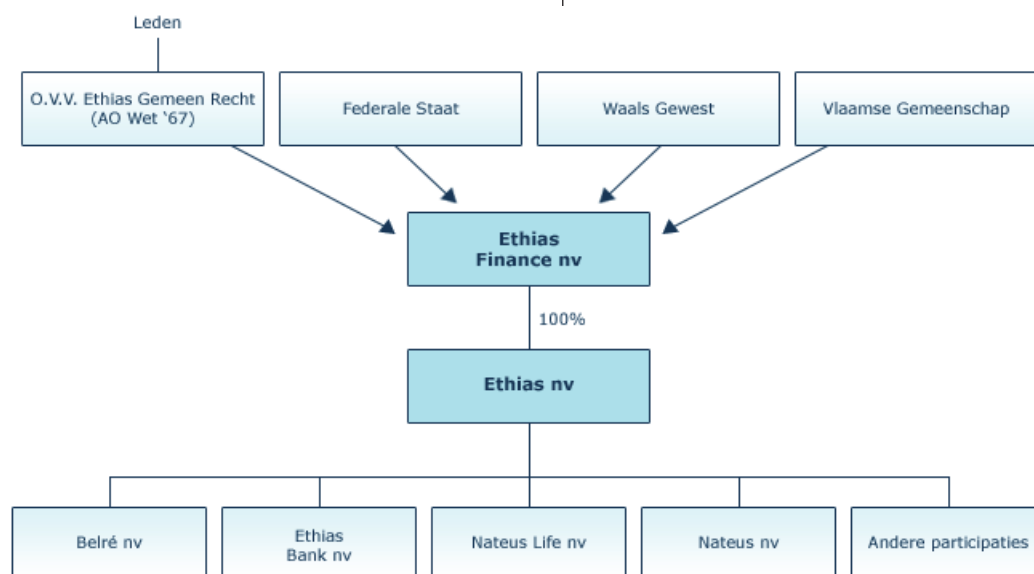 Leden
O.V.V. Ethias Gemeen Recht
(AO Wet ‘67)
Federale Staat
Waals Gewest
Vlaamse Gemeenschap
Ethias
Finance nv
100%
Ethias nv
Belré nv
Ethias
Bank nv
Nateus Life nv
Nateus nv
Andere participaties